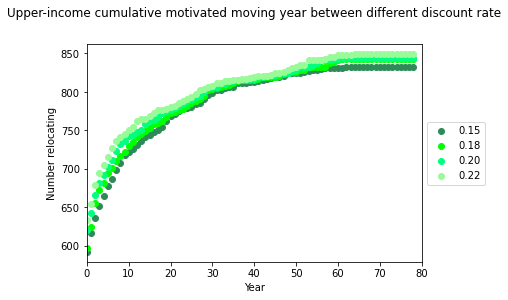 Upper-income cumulative motivated moving year between different discount rate
850
800
750
700
650
600
Number relocating
0 10 20 30 40 50 60 70 80
Year
0.15
0.18
0.20
0.22